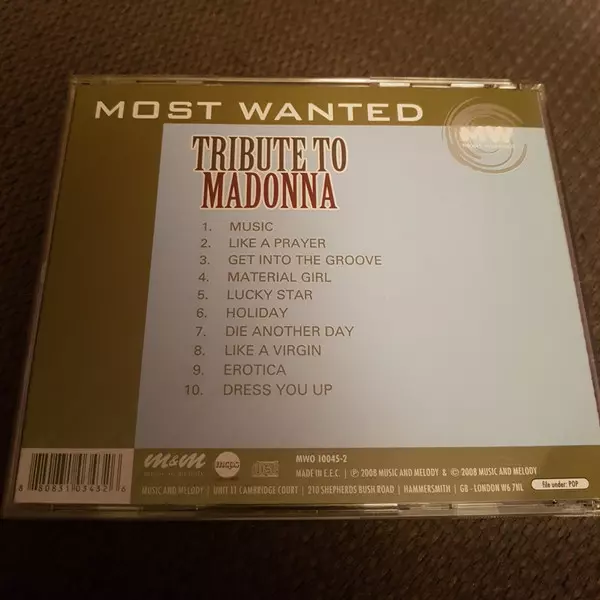 MOST WANTED
MW
TRIBUTE TO
MADONNA
1. MUSIC
2. LIKE A PRAYER
3. GET INTO THE GROOVE
4. MATERIAL GIRL
5. LUCKY STAR
6. HOLIDAY
7. DIE ANOTHER DAY
8. LIKE A VIRGIN
9. EROTICA
10. DRESS YOU UP
m&m
mcps
MWO 10045-2
MADE IN E.E.C. | ℗ 2008 MUSIC AND MELODY & © 2008 MUSIC AND MELODY
MUSIC AND MELODY | UNIT 11 CAMBRIDGE COURT | 210 SHEPHERDS BUSH ROAD | HAMMERSMITH | GB - LONDON W6 7NL
file under: POP